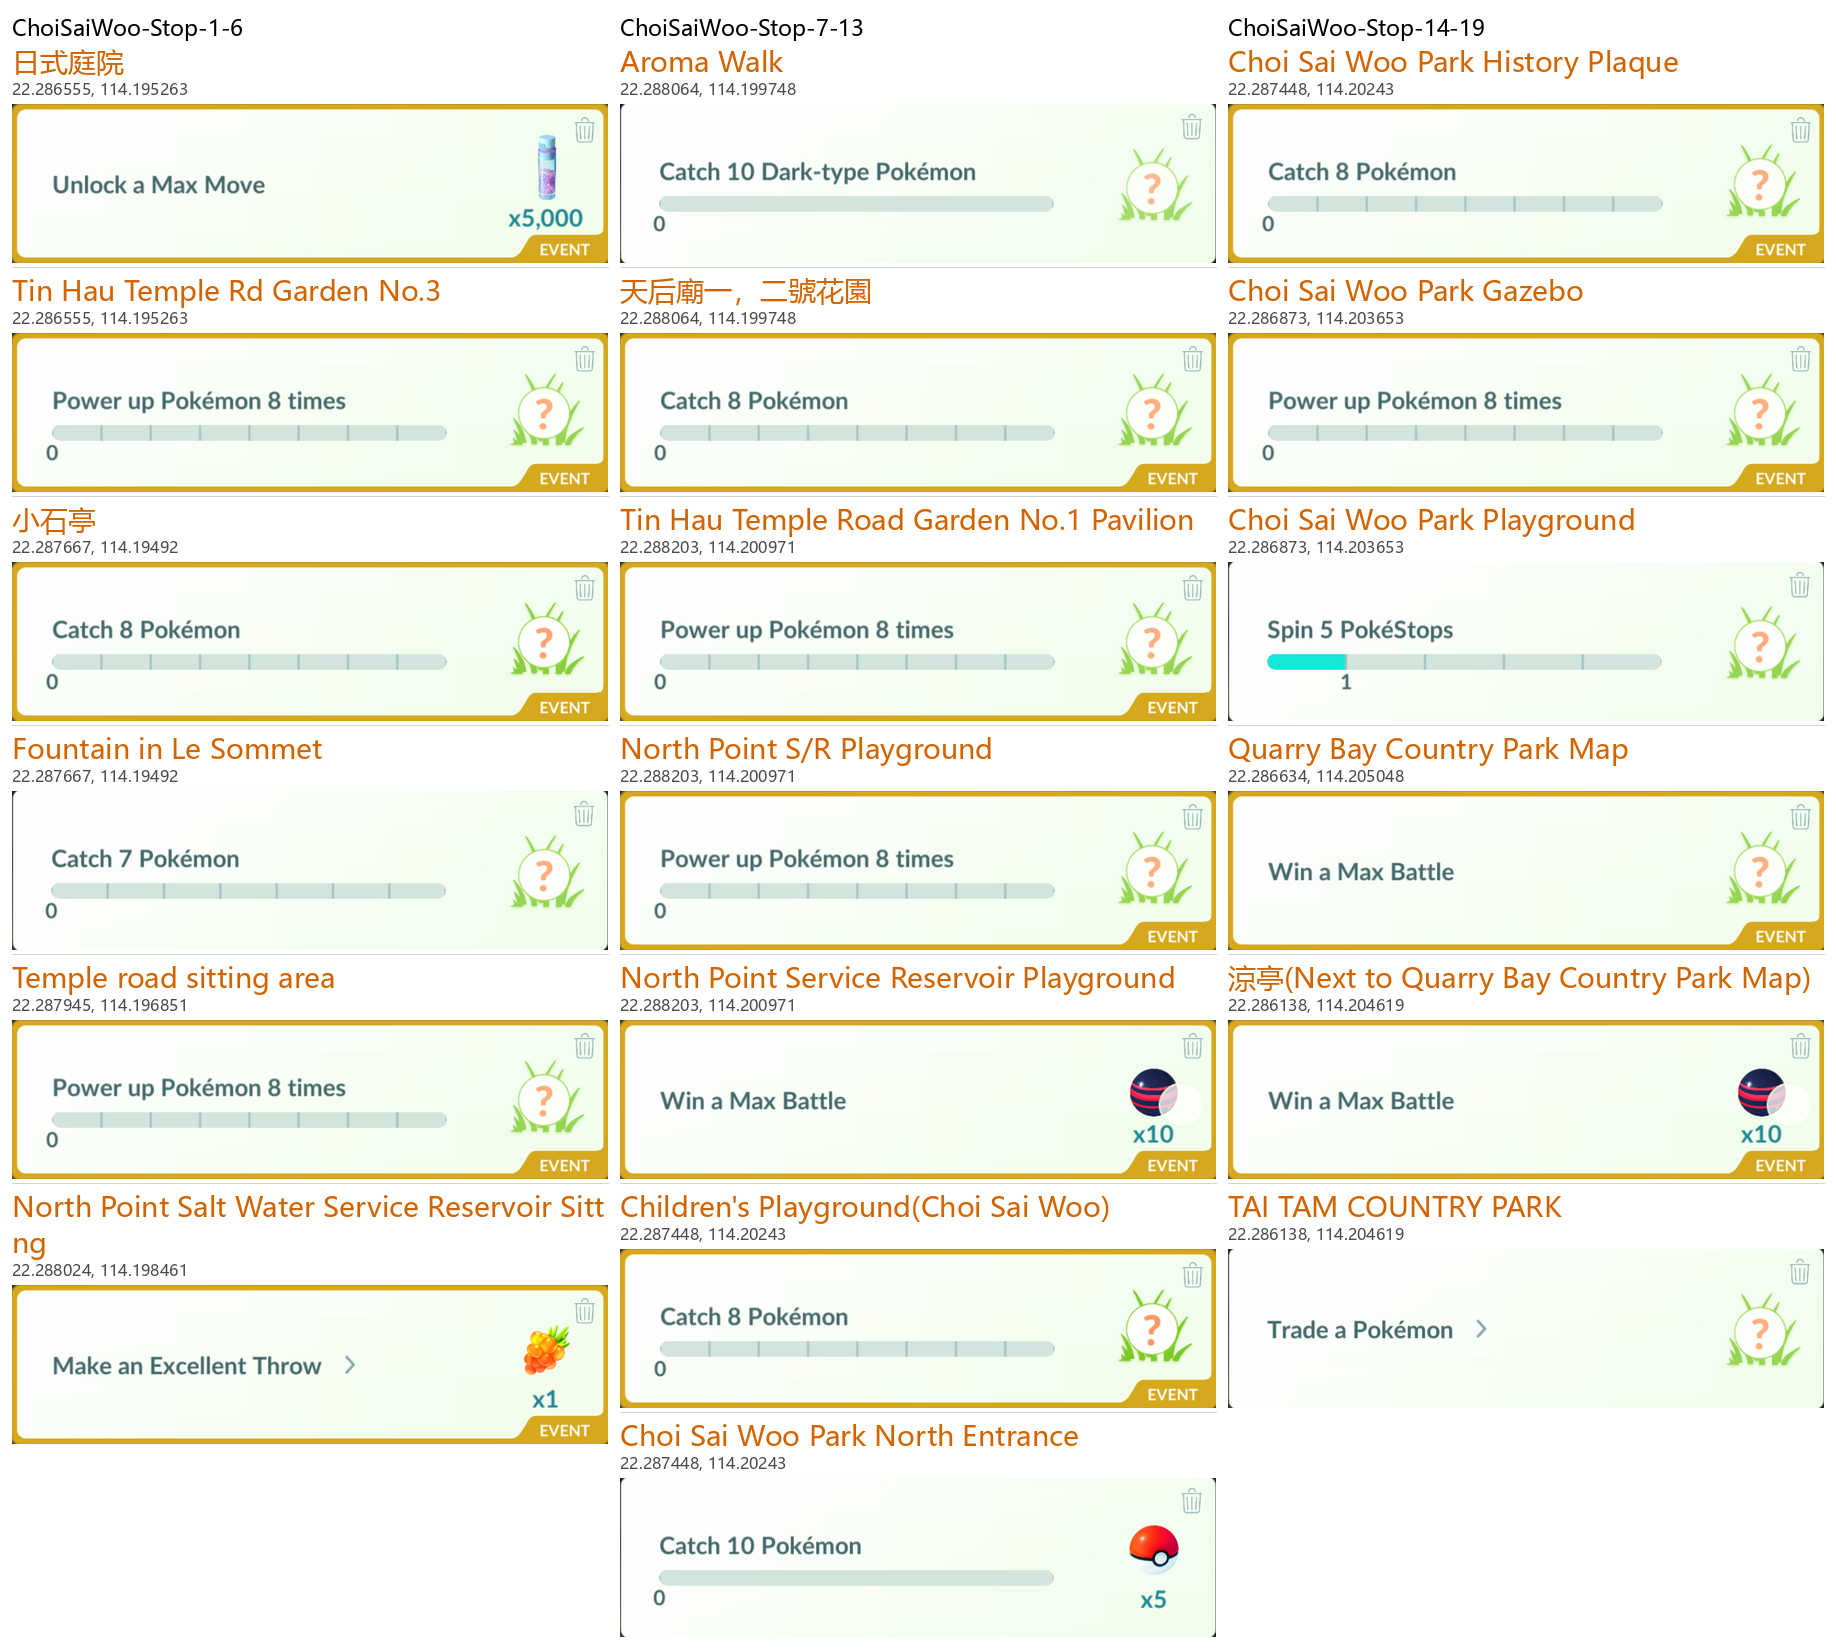 ChoiSaiWoo-Stop-1-6
日式庭院
22.286555, 114.195263
Unlock a Max Move
x5,000
EVENT
Tin Hau Temple Rd Garden No.3
22.286555, 114.195263
Power up Pokémon 8 times
0
EVENT
小石亭
22.287667, 114.19492
Catch 8 Pokémon
?
0
EVENT
Fountain in Le Sommet
22.287667, 114.19492
Catch 7 Pokémon
?
0
Temple road sitting area
22.287945, 114.196851
Power up Pokémon 8 times
?
0
EVENT
North Point Salt Water Service Reservoir Sitt
ng
22.288024, 114.198461
Make an Excellent Throw >
x1
EVENT
ChoiSaiWoo-Stop-7-13
Aroma Walk
22.288064, 114.199748
Catch 10 Dark-type Pokémon
?
0
天后廟一，二號花園
22.288064, 114.199748
Catch 8 Pokémon
?
0
EVENT
Tin Hau Temple Road Garden No.1 Pavilion
22.288203, 114.200971
Power up Pokémon 8 times
?
0
EVENT
North Point S/R Playground
22.288203, 114.200971
Power up Pokémon 8 times
?
0
EVENT
North Point Service Reservoir Playground
22.288203, 114.200971
Win a Max Battle
x10
EVENT
Children's Playground(Choi Sai Woo)
22.287448, 114.20243
Catch 8 Pokémon
?
0
EVENT
Choi Sai Woo Park North Entrance
22.287448, 114.20243
Catch 10 Pokémon
0
x5
ChoiSaiWoo-Stop-14-19
Choi Sai Woo Park History Plaque
22.287448, 114.20243
Catch 8 Pokémon
?
0
EVENT
Choi Sai Woo Park Gazebo
22.286873, 114.203653
Power up Pokémon 8 times
?
0
EVENT
Choi Sai Woo Park Playground
22.286873, 114.203653
Spin 5 PokéStops
?
1
Quarry Bay Country Park Map
22.286634, 114.205048
Win a Max Battle
?
EVENT
涼亭(Next to Quarry Bay Country Park Map)
22.286138, 114.204619
Win a Max Battle
x10
EVENT
TAI TAM COUNTRY PARK
22.286138, 114.204619
Trade a Pokémon >
?